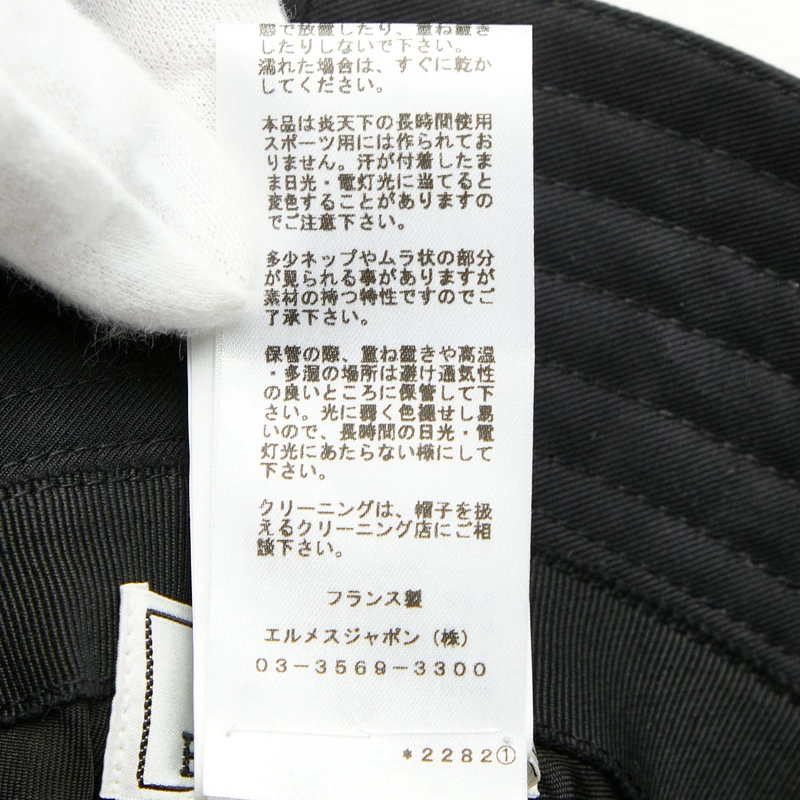 態で放置したり、重ね置き
したりしないで下さい。
濡れた場合は、すぐに乾か
してください。
本品は炎天下の長時間使用
スポーツ用には作られてお
りません。汗が付着したま
ま日光・電灯光に当てると
変色することがありますの
でご注意下さい。
多少ネップやムラ状の部分
が見られる事がありますが
素材の持つ特性ですのでご
了承下さい。
保管の際、重ね置きや高温
・多湿の場所は避け通気性
の良いところに保管して下
さい。光に弱く色褪せし易
いので、長時間の日光・電
灯光にあたらない様にして
下さい。
クリーニングは、帽子を扱
えるクリーニング店にご相
談下さい。
フランス製
エルメスジャポン(株)
03-3569-3300
*2282①